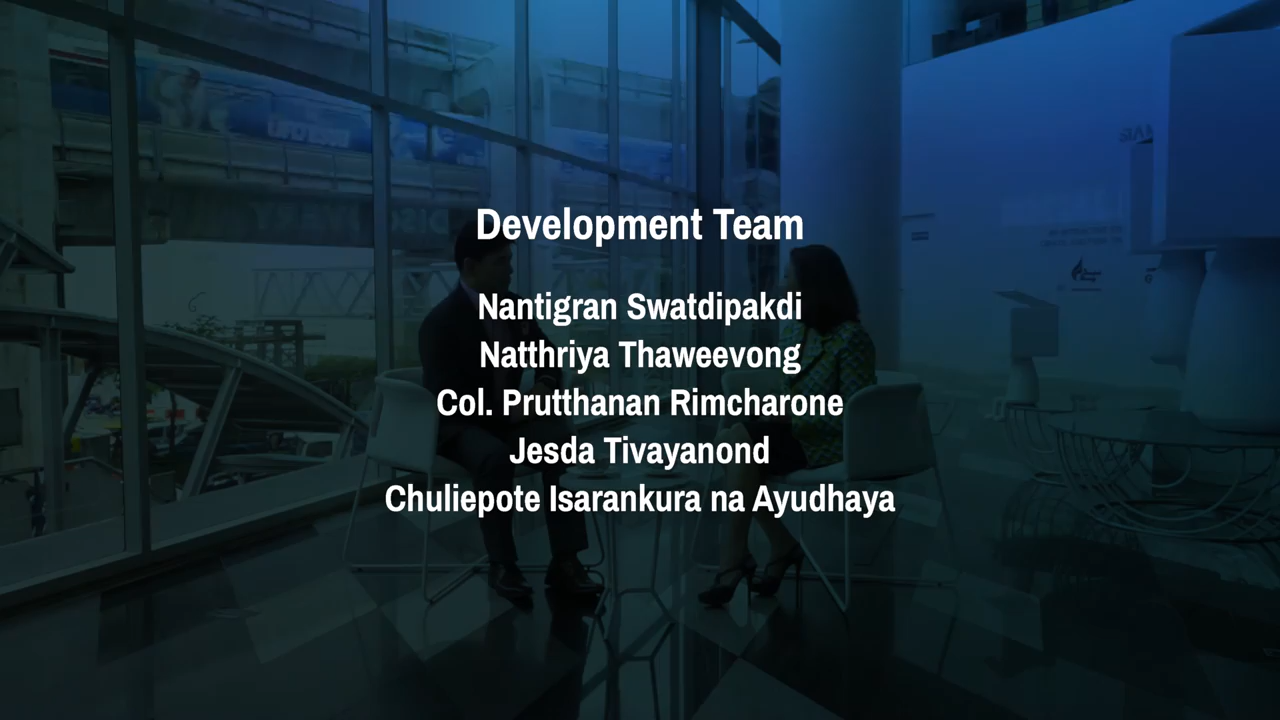 Development Team
Nantigran Swatdipakdi
Natthriya Thaweevong
Col. Prutthanan Rimcharone
Jesda Tivayanond
Chuliepote Isarankura na Ayudhaya